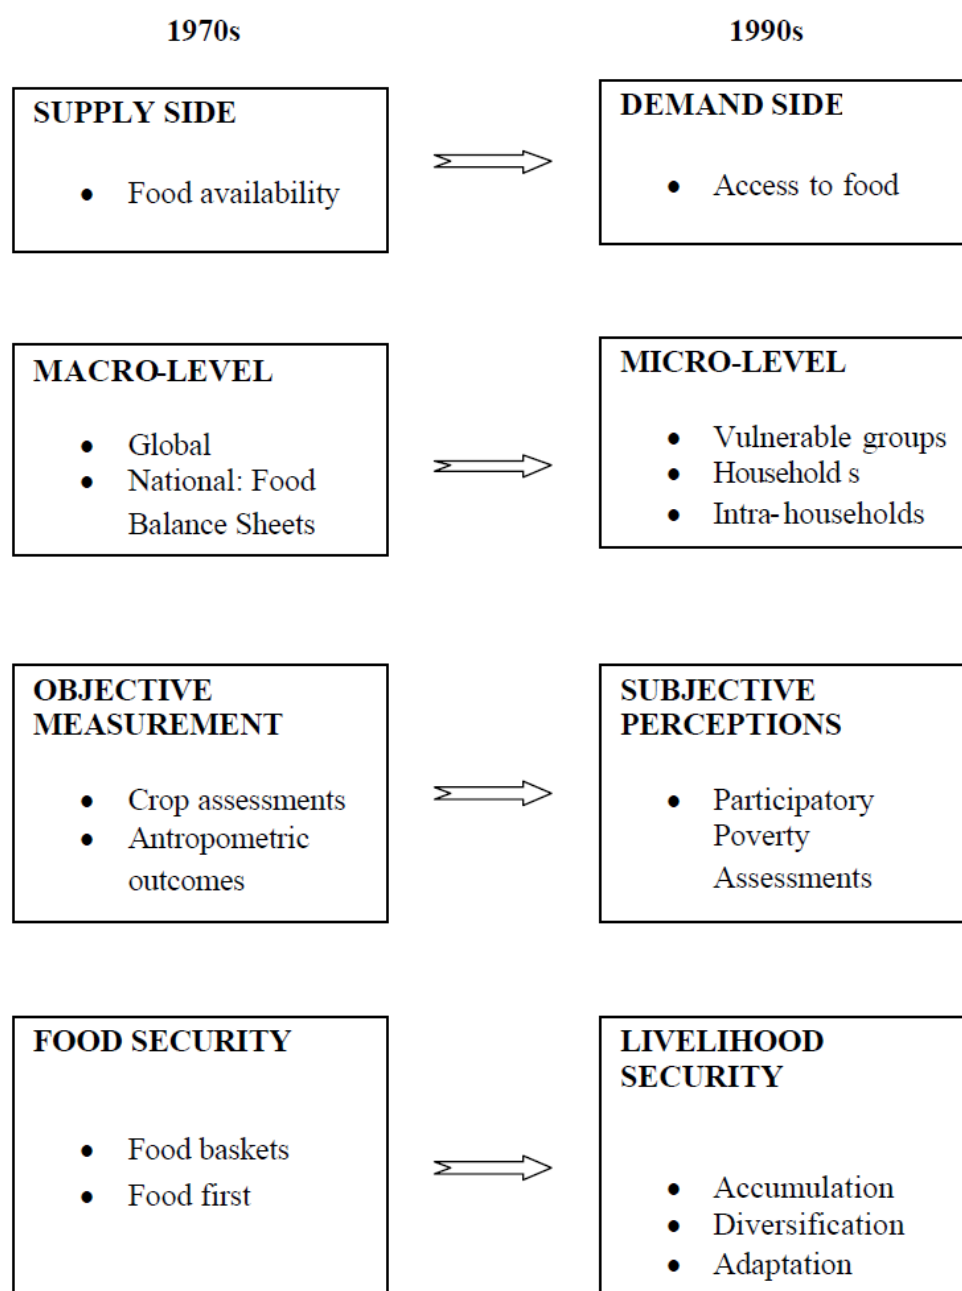 1970s
1990s
SUPPLY SIDE
• Food availability
DEMAND SIDE
• Access to food
MACRO-LEVEL
• Global
• National: Food
Balance Sheets
MICRO-LEVEL
• Vulnerable groups
• Household s
• Intra-households
OBJECTIVE
MEASUREMENT
• Crop assessments
• Antropometric
outcomes
SUBJECTIVE
PERCEPTIONS
• Participatory
Poverty
Assessments
FOOD SECURITY
• Food baskets
• Food first
LIVELIHOOD
SECURITY
• Accumulation
• Diversification
• Adaptation